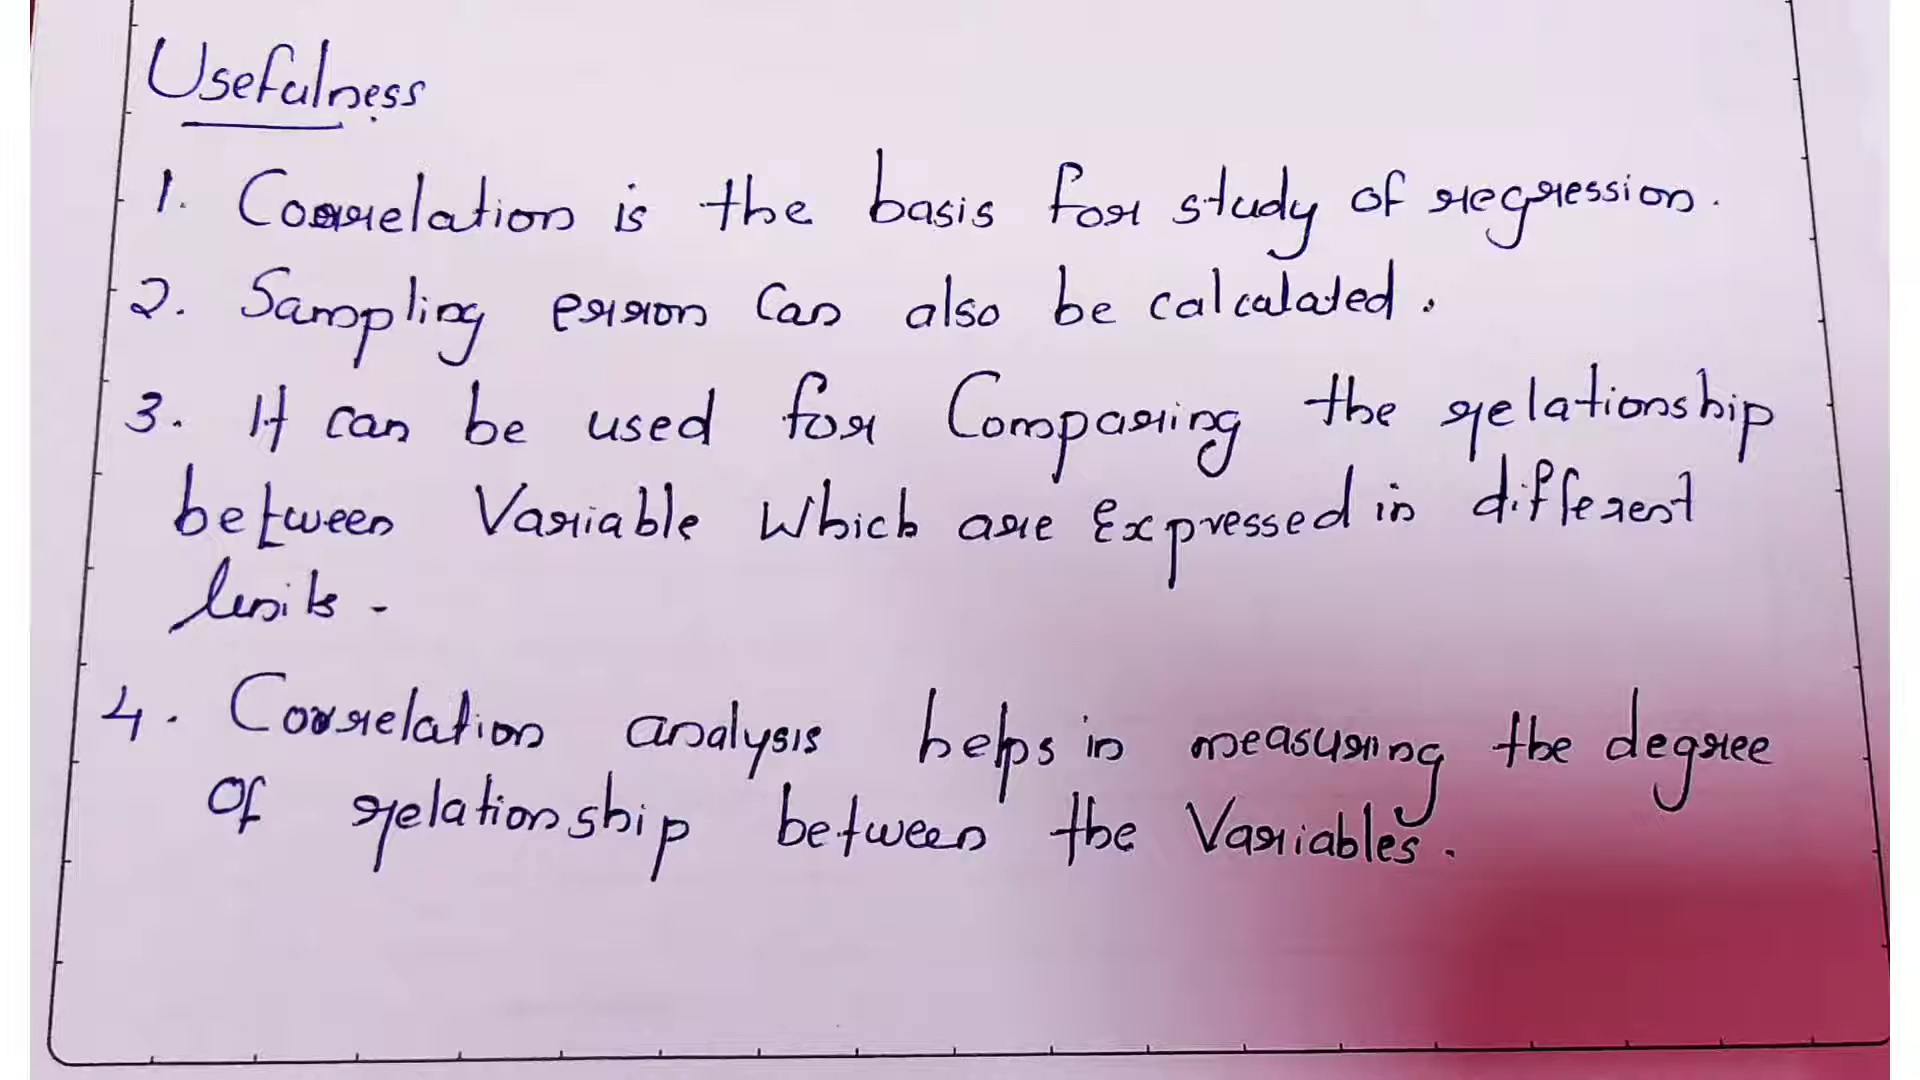 Usefulness
1. Correlation is the basis for study of regression.
2. Sampling error can also be calculated.
3. It can be used for Comparing the relationship
between Variable Which are Expressed in different
Units.
4. Correlation analysis helps in measuring the degree
of relationship between the Variables.